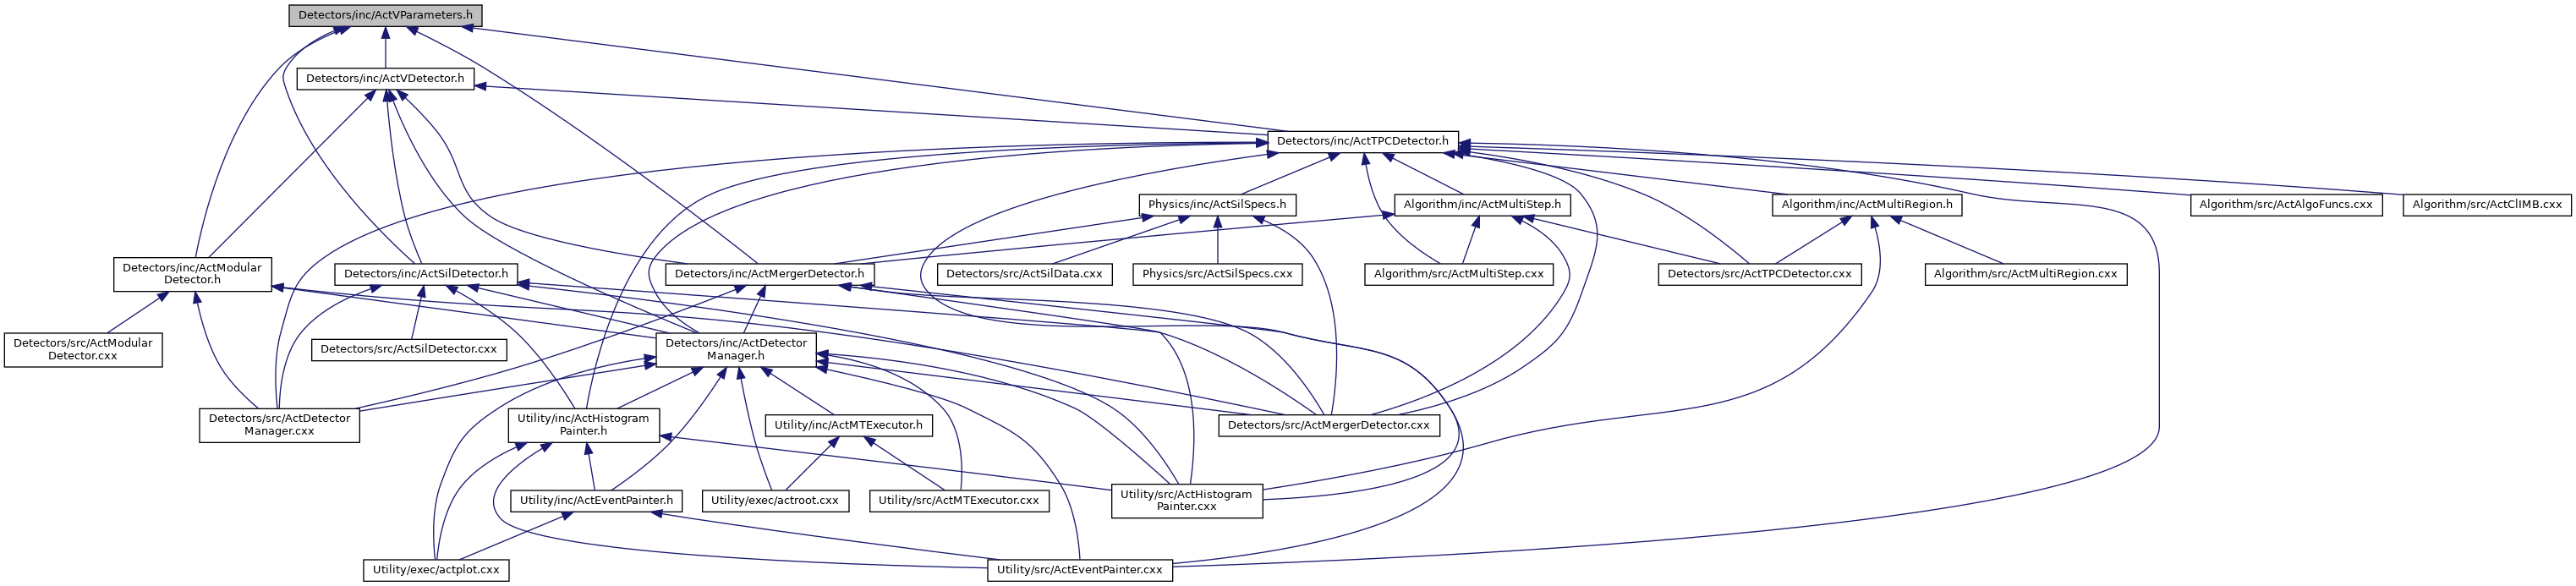 Detectors/inc/ActVParameters.h
Detectors/inc/ActVDetector.h
Detectors/inc/ActTPCDetector.h
Physics/inc/ActSilSpecs.h
Algorithm/inc/ActMultiStep.h
Algorithm/inc/ActMultiRegion.h
Algorithm/src/ActAlgoFuncs.cxx
Algorithm/src/ActClIMB.cxx
Detectors/inc/ActModular
Detector.h
Detectors/inc/ActSilDetector.h
Detectors/inc/ActMergerDetector.h
Detectors/src/ActSilData.cxx
Physics/src/ActSilSpecs.cxx
Algorithm/src/ActMultiStep.cxx
Detectors/src/ActTPCDetector.cxx
Algorithm/src/ActMultiRegion.cxx
Detectors/src/ActModular
Detector.cxx
Detectors/src/ActSilDetector.cxx
Detectors/inc/ActDetector
Manager.h
Detectors/src/ActDetector
Manager.cxx
Utility/inc/ActHistogram
Painter.h
Utility/inc/ActMTExecutor.h
Detectors/src/ActMergerDetector.cxx
Utility/inc/ActEventPainter.h
Utility/exec/actroot.cxx
Utility/src/ActMTExecutor.cxx
Utility/src/ActHistogram
Painter.cxx
Utility/exec/actplot.cxx
Utility/src/ActEventPainter.cxx